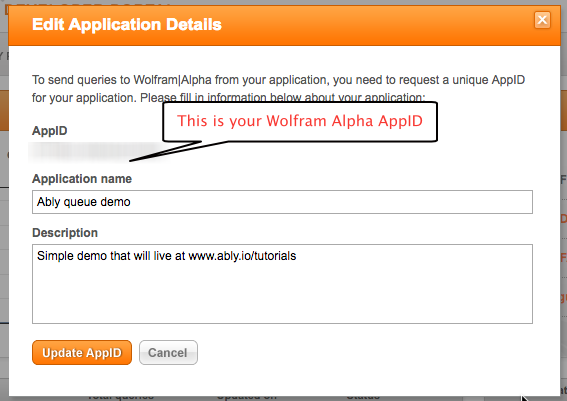 Edit Application Details
To send queries to Wolfram|Alpha from your application, you need to request a unique AppID
for your application. Please fill in information below about your application:
This is your Wolfram Alpha AppID
AppID
Application name
Ably queue demo
Description
Simple demo that will live at www.ably.io/tutorials
Update AppID
Cancel